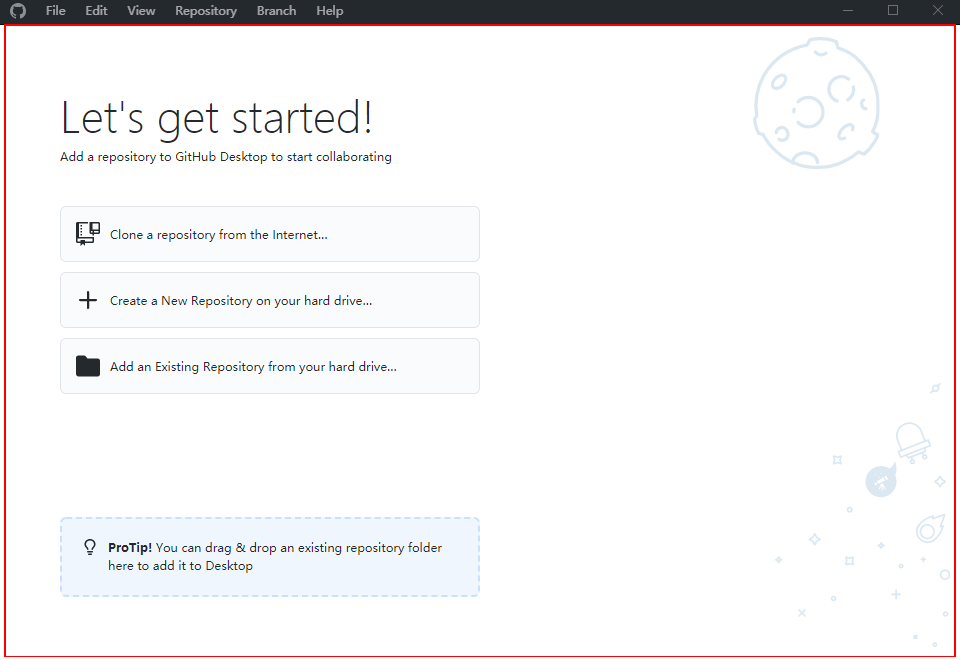 File Edit View Repository Branch Help
Let's get started!
Add a repository to GitHub Desktop to start collaborating
Clone a repository from the Internet...
Create a New Repository on your hard drive...
Add an Existing Repository from your hard drive...
ProTip! You can drag & drop an existing repository folder
here to add it to Desktop